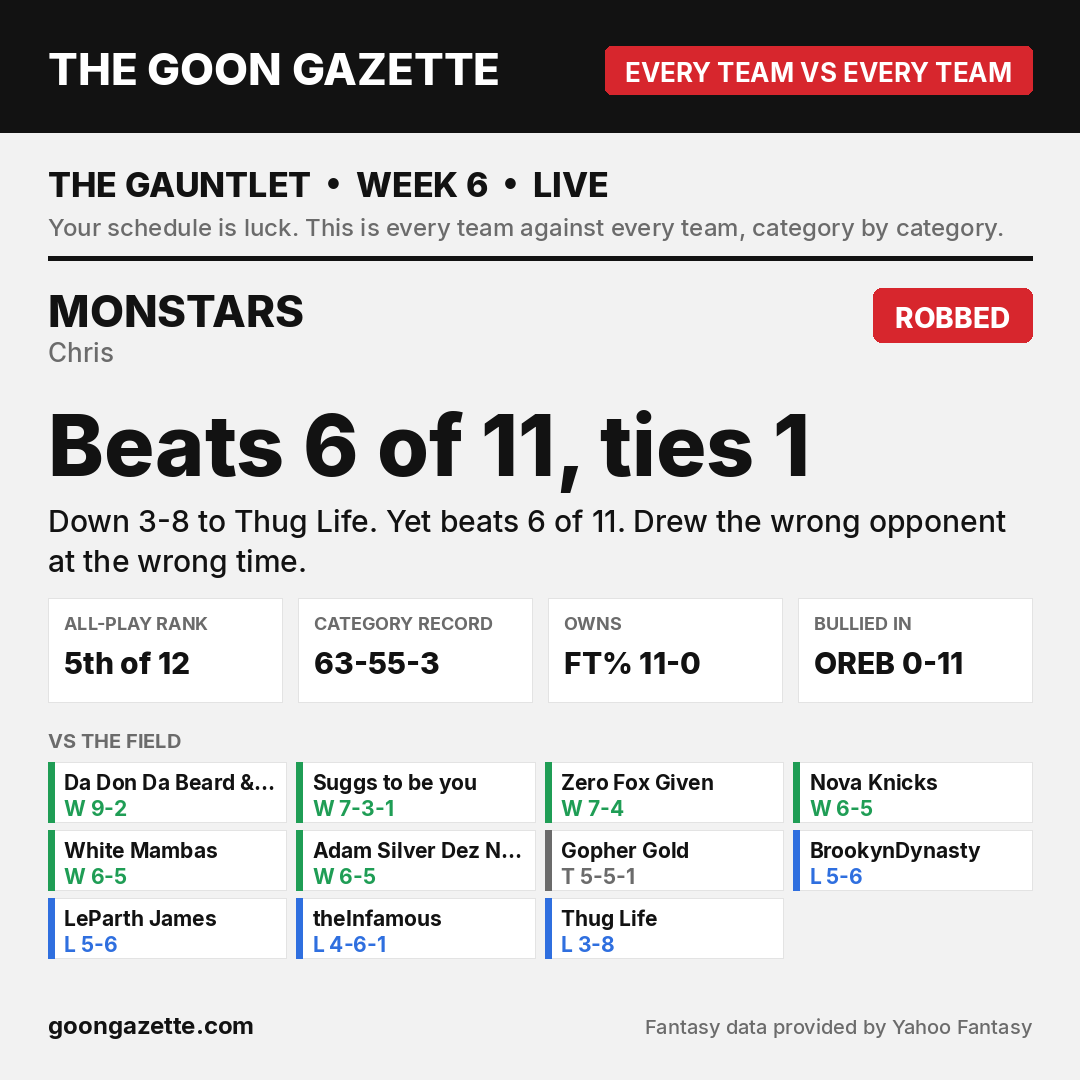 THE GOON GAZETTE
EVERY TEAM VS EVERY TEAM
THE GAUNTLET • WEEK 6 • LIVE
Your schedule is luck. This is every team against every team, category by category.
MONSTARS
ROBBED
Chris
Beats 6 of 11, ties 1
Down 3-8 to Thug Life. Yet beats 6 of 11. Drew the wrong opponent
at the wrong time.
ALL-PLAY RANK
5th of 12
CATEGORY RECORD
63-55-3
OWNS
FT% 11-0
BULLIED IN
OREB 0-11
VS THE FIELD
Da Don Da Beard &...
W 9-2
Suggs to be you
W 7-3-1
Zero Fox Given
W 7-4
Nova Knicks
W 6-5
White Mambas
W 6-5
Adam Silver Dez N...
W 6-5
Gopher Gold
T 5-5-1
BrookynDynasty
L 5-6
LeParth James
L 5-6
theInfamous
L 4-6-1
Thug Life
L 3-8
goongazette.com
Fantasy data provided by Yahoo Fantasy